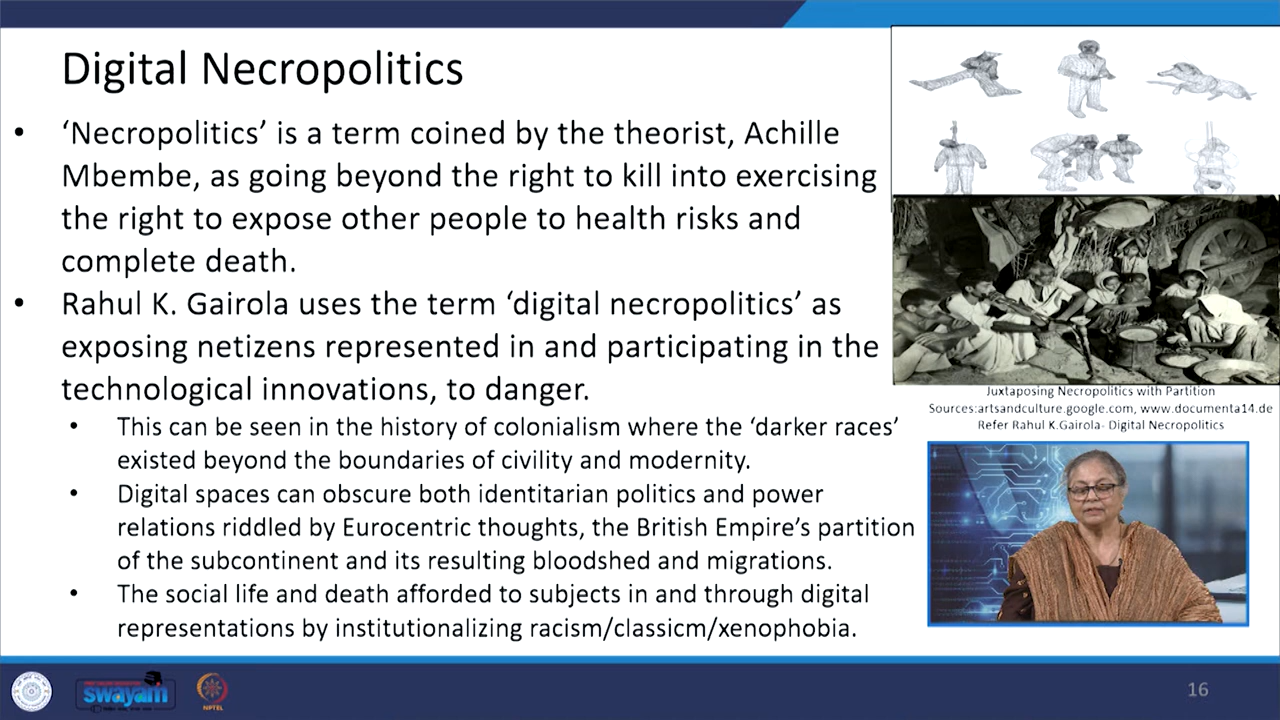 Digital Necropolitics
• ‘Necropolitics’ is a term coined by the theorist, Achille
Mbembe, as going beyond the right to kill into exercising
the right to expose other people to health risks and
complete death.
• Rahul K. Gairola uses the term ‘digital necropolitics’ as
exposing netizens represented in and participating in the
technological innovations, to danger.
• This can be seen in the history of colonialism where the ‘darker races’
existed beyond the boundaries of civility and modernity.
• Digital spaces can obscure both identitarian politics and power
relations riddled by Eurocentric thoughts, the British Empire’s partition
of the subcontinent and its resulting bloodshed and migrations.
• The social life and death afforded to subjects in and through digital
representations by institutionalizing racism/classicm/xenophobia.
Juxtaposing Necropolitics with Partition
Sources:artsandculture.google.com, www.documenta14.de
Refer Rahul K.Gairola- Digital Necropolitics
swayam
NPTEL
16